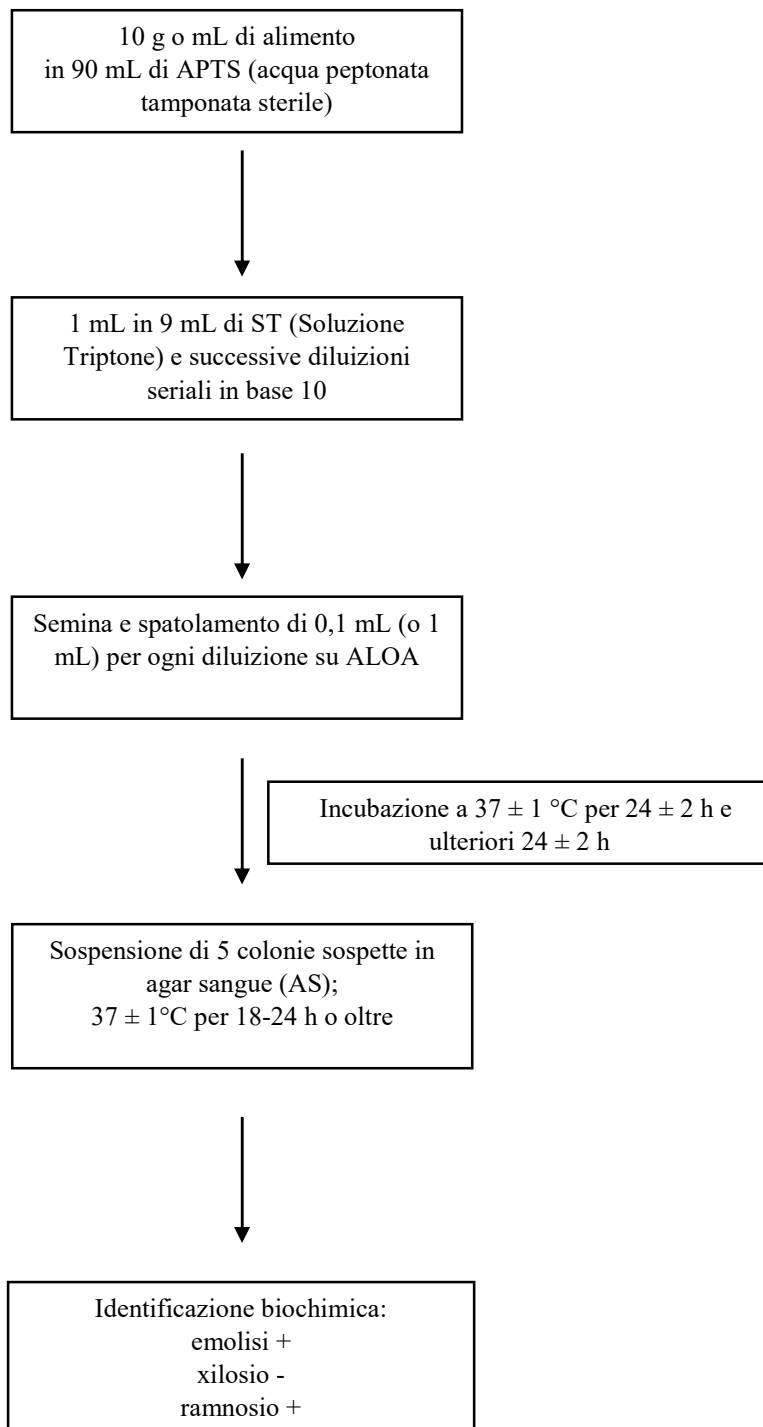 10 g o mL di alimento
in 90 mL di APTS (acqua peptonata
tamponata sterile)
1 mL in 9 mL di ST (Soluzione
Triptone) e successive diluizioni
seriali in base 10
Semina e spatolamento di 0,1 mL (o 1
mL) per ogni diluizione su ALOA
Incubazione a 37 ± 1 °C per 24 ± 2 h e
ulteriori 24 ± 2 h
Sospensione di 5 colonie sospette in
agar sangue (AS);
37 ± 1°C per 18-24 h o oltre
Identificazione biochimica:
emolisi +
xilosio -
ramnosio +